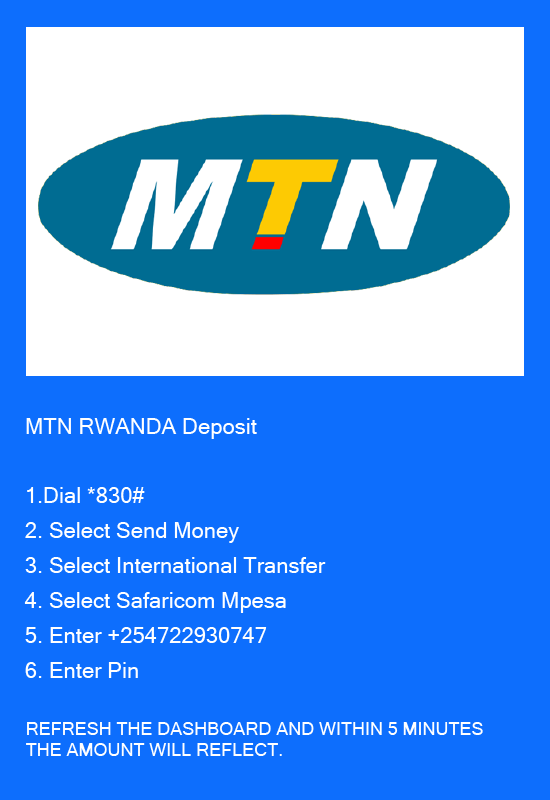 MTN
MTN RWANDA Deposit
1.Dial *830#
2. Select Send Money
3. Select International Transfer
4. Select Safaricom Mpesa
5. Enter +254722930747
6. Enter Pin
REFRESH THE DASHBOARD AND WITHIN 5 MINUTES
THE AMOUNT WILL REFLECT.